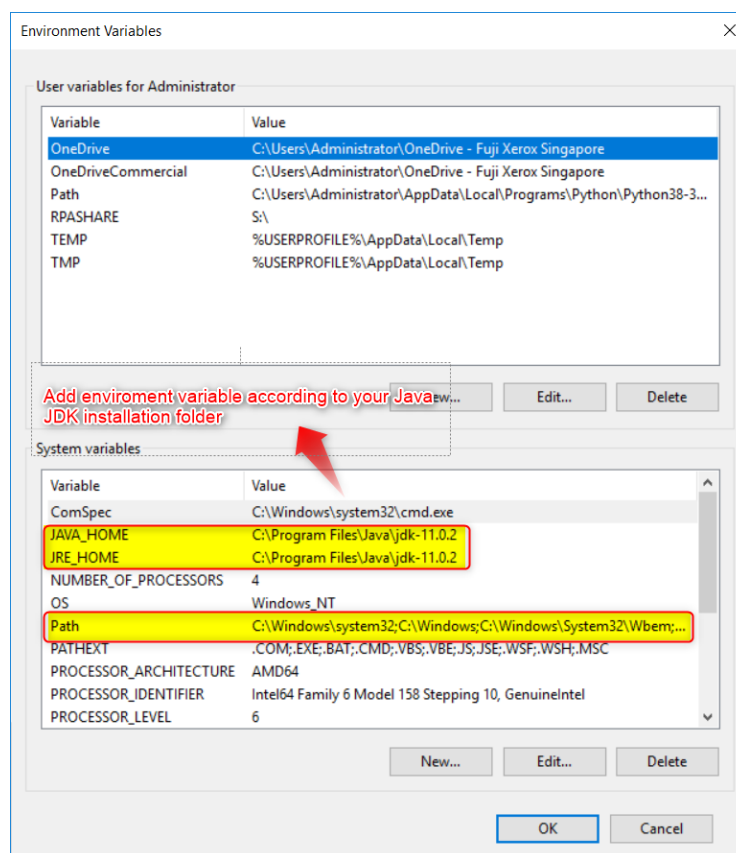 Environment Variables
User variables for Administrator
Variable Value
OneDrive C:\Users\Administrator\OneDrive - Fuji Xerox Singapore
OneDriveCommercial C:\Users\Administrator\OneDrive - Fuji Xerox Singapore
Path C:\Users\Administrator\AppData\Local\Programs\Python\Python38-3...
RPASHARE S:\
TEMP %USERPROFILE%\AppData\Local\Temp
TMP %USERPROFILE%\AppData\Local\Temp
Add enviroment variable according to your Java
JDK installation folder
ew... Edit... Delete
System variables
Variable Value
ComSpec C:\Windows\system32\cmd.exe
JAVA_HOME C:\Program Files\Java\jdk-11.0.2
JRE_HOME C:\Program Files\Java\jdk-11.0.2
NUMBER_OF_PROCESSORS 4
OS Windows_NT
Path C:\Windows\system32;C:\Windows;C:\Windows\System32\Wbem;...
PATHEXT .COM;.EXE;.BAT;.CMD;.VBS;.VBE;.JS;.JSE;.WSF;.WSH;.MSC
PROCESSOR_ARCHITECTURE AMD64
PROCESSOR_IDENTIFIER Intel64 Family 6 Model 158 Stepping 10, GenuineIntel
PROCESSOR_LEVEL 6
New... Edit... Delete
OK Cancel